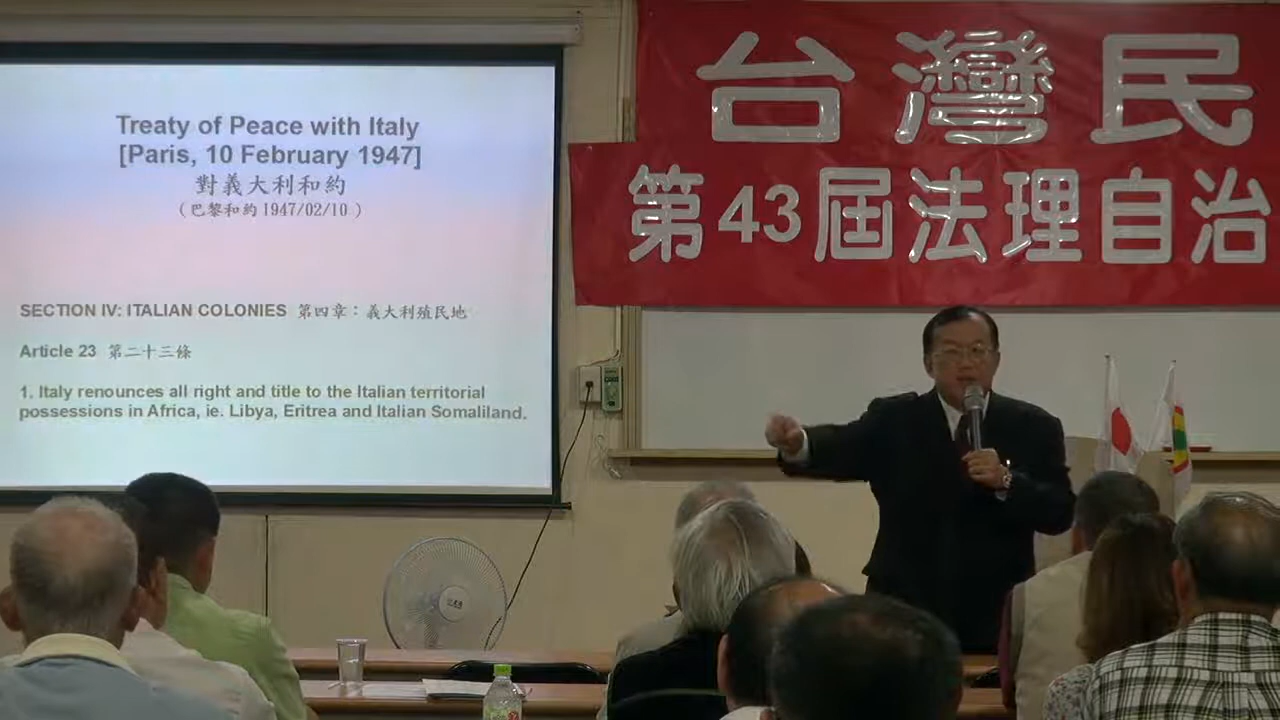 Treaty of Peace with Italy
[Paris, 10 February 1947]
對義大利和約
(巴黎和約 1947/02/10 )
SECTION IV: ITALIAN COLONIES 第四章：義大利殖民地
Article 23 第二十三條
1. Italy renounces all right and title to the Italian territorial
possessions in Africa, ie. Libya, Eritrea and Italian Somaliland.
台灣民
第43屆法理自治